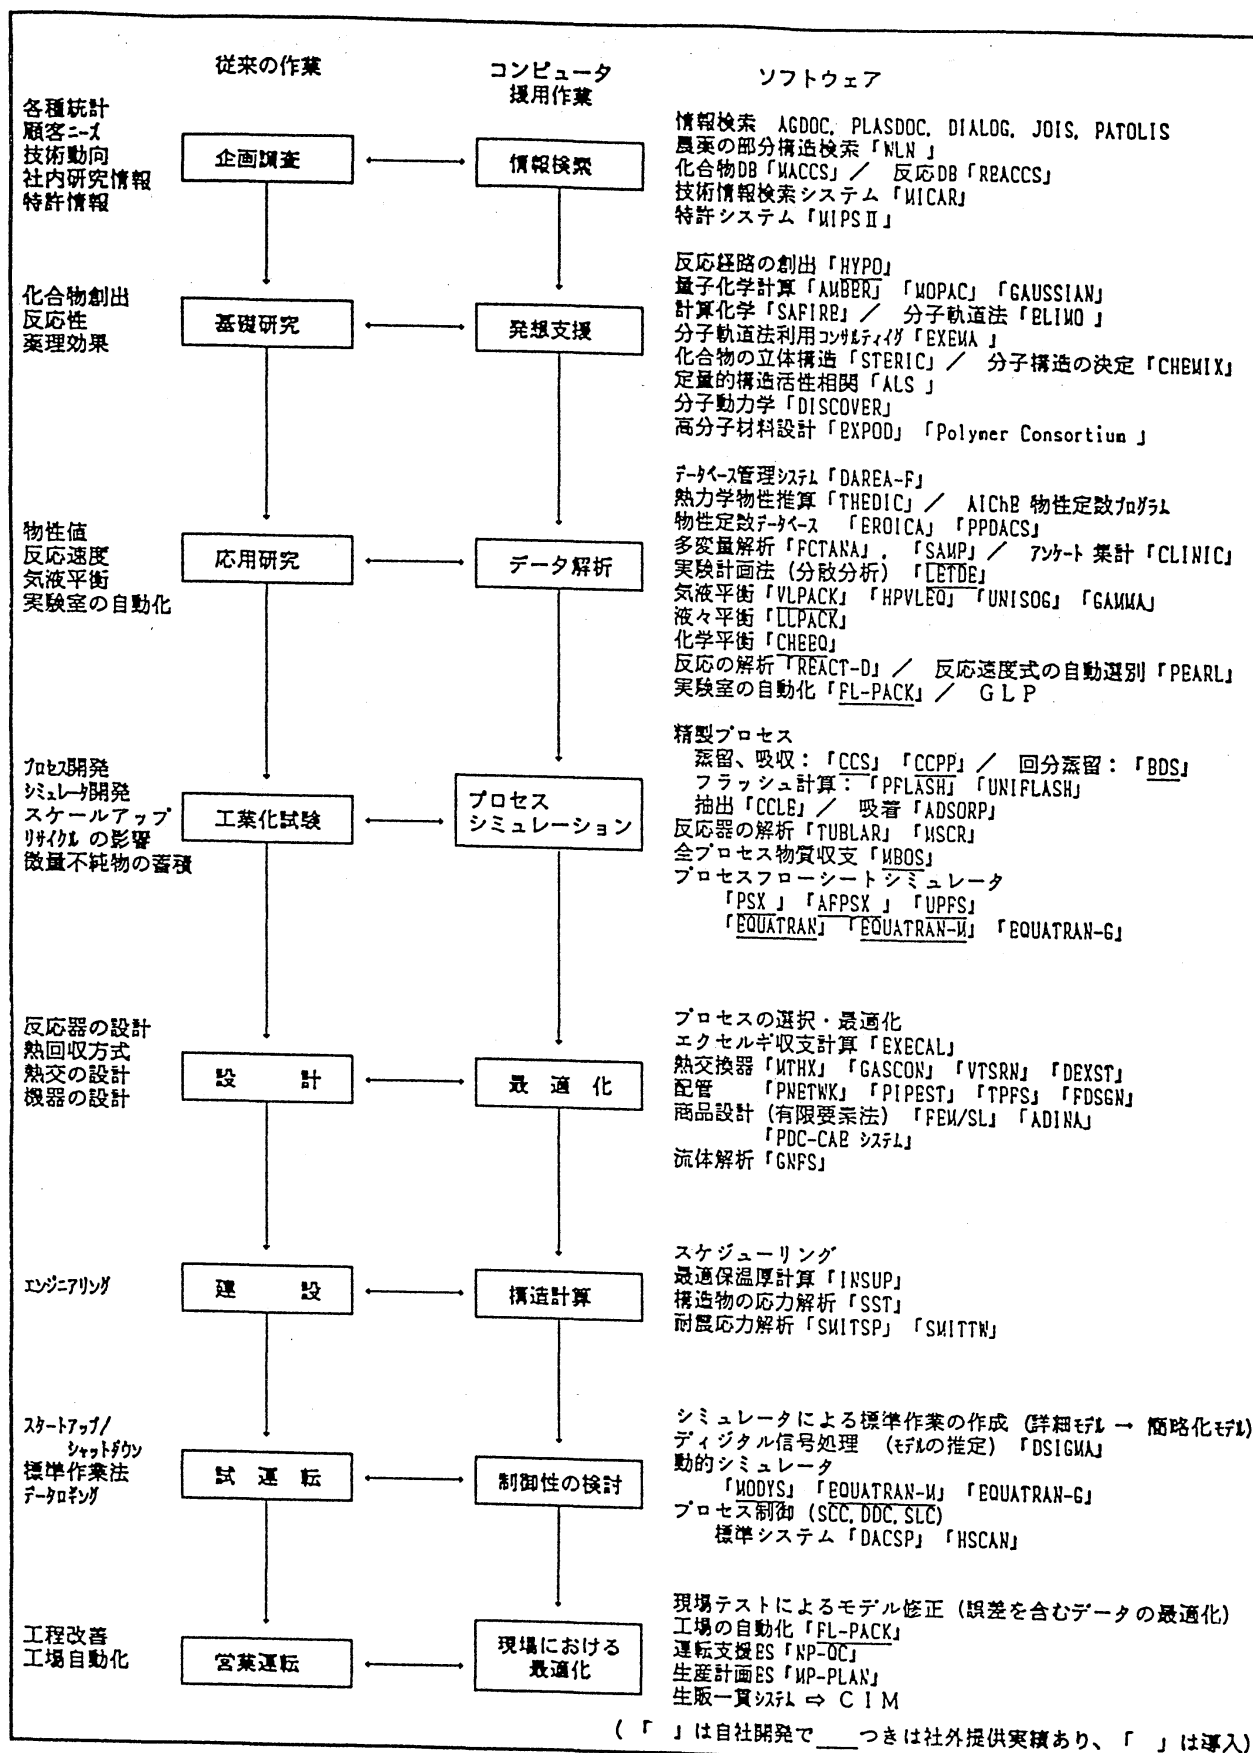 従来の作業
コンピュータ
援用作業
ソフトウェア
各種統計
顧客ニーズ
技術動向
社内研究情報
特許情報
企画調査
情報検索
情報検索 AGDOC, PLASDOC, DIALOG, JOIS, PATOLIS
農薬の部分構造検索「WLN 」
化合物DB「MACCS」 / 反応DB「REACCS」
技術情報検索システム「MICAR」
特許システム「MIPSⅡ」
化合物創出
反応性
薬理効果
基礎研究
発想支援
反応経路の創出「HYPO」
量子化学計算「AMBER」「MOPAC」「GAUSSIAN」
計算化学「SAFIRE」 / 分子軌道法「ELIMO 」
分子軌道法利用コンサルティイグ「EXEMA 」
化合物の立体構造「STERIC」 / 分子構造の決定「CHEMIX」
定量的構造活性相関「ALS 」
分子動力学「DISCOVER」
高分子材料設計「EXPOD」「Polymer Consortium 」
物性値
反応速度
気液平衡
実験室の自動化
応用研究
データ解析
データベース管理システム「DAREA-F」
熱力学物性推算「THEDIC」 / AIChE 物性定数プログラム
物性定数データベース 「EROICA」「PPDACS」
多変量解析「FCTANA」, 「SAMP」 / アンケート 集計「CLINIC」
実験計画法(分散分析)「LETDE」
気液平衡「VLPACK」「HPVLEQ」「UNISOG」「GAMMA」
液々平衡「LLPACK」
化学平衡「CHEEQ」
反応の解析「REACT-D」 / 反応速度式の自動選別「PEARL」
実験室の自動化「FL-PACK」 / GLP
プロセス開発
シミュレータ開発
スケールアップ
リサイクル の影響
微量不純物の蓄積
工業化試験
プロセス
シミュレーション
精製プロセス
蒸留、吸収:「CCS」「CCPP」 / 回分蒸留:「BDS」
フラッシュ計算:「PFLASH」「UNIFLASH」
抽出「CCLE」 / 吸着「ADSORP」
反応器の解析「TUBLAR」「MSCR」
全プロセス物質収支「MBOS」
プロセスフローシートシミュレータ
「PSX 」「AFPSX 」「UPFS」
「EQUATRAN」「EQUATRAN-M」「EQUATRAN-G」
反応器の設計
熱回収方式
熱交の設計
機器の設計
設 計
最 適 化
プロセスの選択・最適化
エクセルギ収支計算「EXECAL」
熱交換器「MTHX」「GASCON」「VTSRN」「DEXST」
配管 「PNETWK」「PIPEST」「TPFS」「FDSGN」
商品設計(有限要素法)「FEM/SL」「ADINA」
「PDC-CAE システム」
流体解析「GNFS」
エンジニアリング
建 設
構造計算
スケジューリング
最適保温厚計算「INSUP」
構造物の応力解析「SST」
耐震応力解析「SMITSP」「SMITTW」
スタートアップ/
シャットダウン
標準作業法
データロギング
試 運 転
制御性の検討
シミュレータによる標準作業の作成(詳細モデル → 簡略化モデル)
ディジタル信号処理 (モデルの推定)「DSIGMA」
動的シミュレータ
「MODYS」「EQUATRAN-M」「EQUATRAN-G」
プロセス制御(SCC, DDC, SLC)
標準システム「DACSP」「HSCAN」
工程改善
工場自動化
営業運転
現場における
最適化
現場テストによるモデル修正(誤差を含むデータの最適化)
工場の自動化「FL-PACK」
運転支援ES「NP-QC」
生産計画ES「MP-PLAN」
生販一貫システム ⇨ CIM
(「 」は自社開発で___つきは社外提供実績あり、「 」は導入)